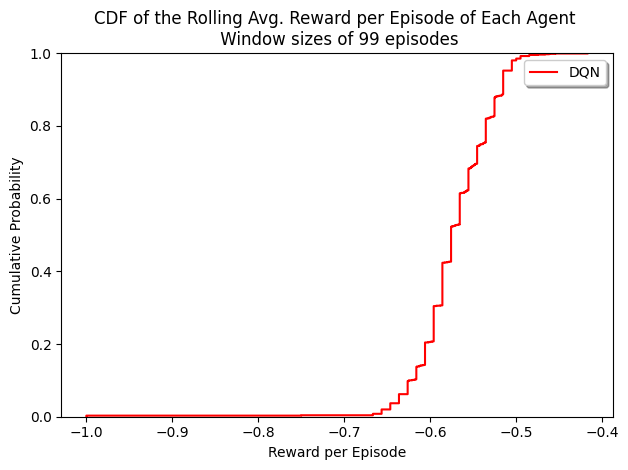 CDF of the Rolling Avg. Reward per Episode of Each Agent
Window sizes of 99 episodes
DQN
1.0
0.8
0.6
0.4
0.2
0.0
Cumulative Probability
−1.0 −0.9 −0.8 −0.7 −0.6 −0.5 −0.4
Reward per Episode